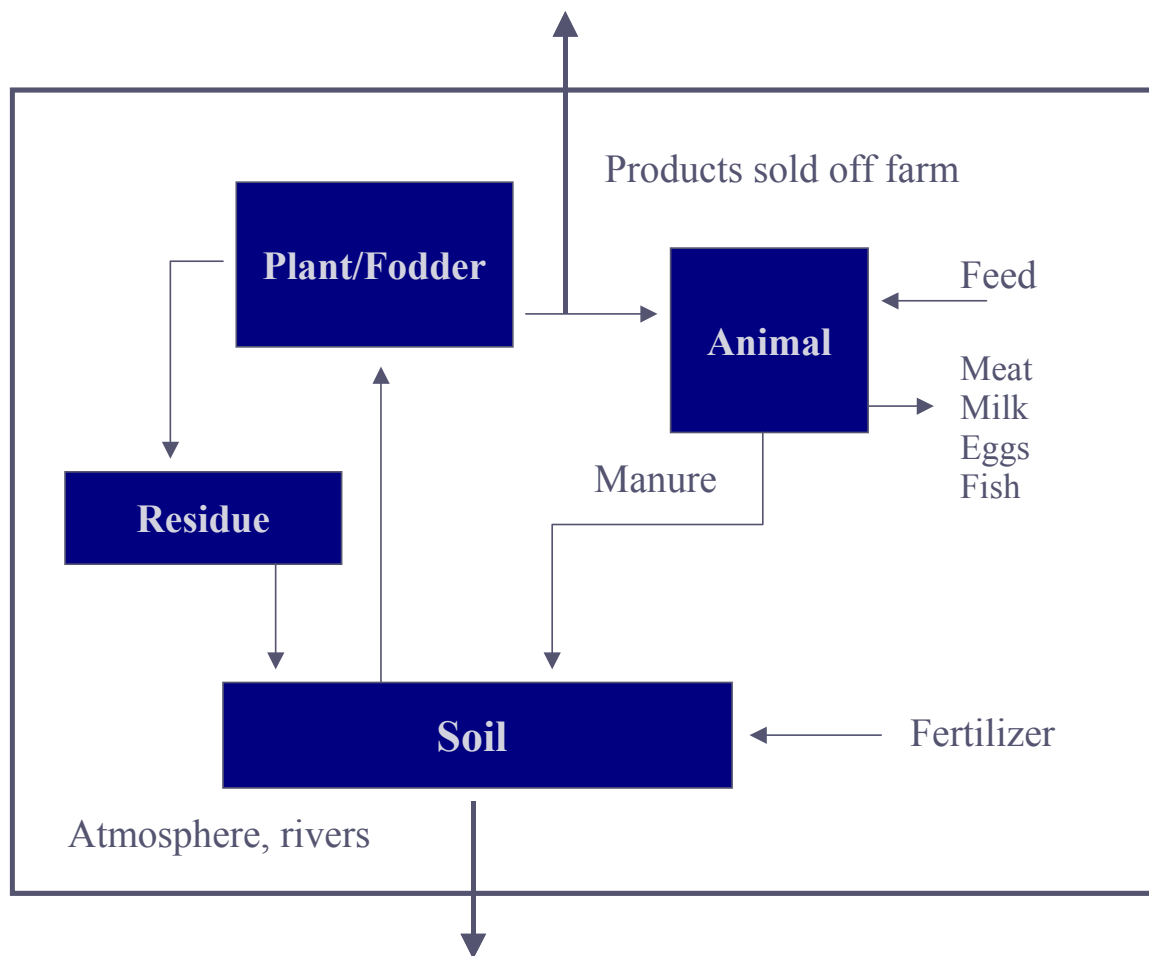 Products sold off farm
Plant/Fodder
Feed
Animal
Meat
Milk
Eggs
Fish
Manure
Residue
Soil
Fertilizer
Atmosphere, rivers